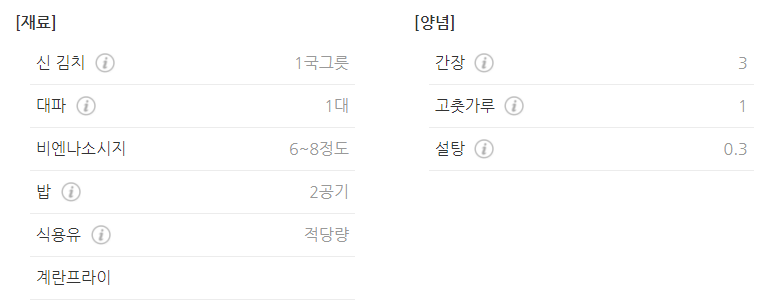 [재료]
신 김치 1국그릇
대파 1대
비엔나소시지 6~8정도
밥 2공기
식용유 적당량
계란프라이
[양념]
간장 3
고춧가루 1
설탕 0.3